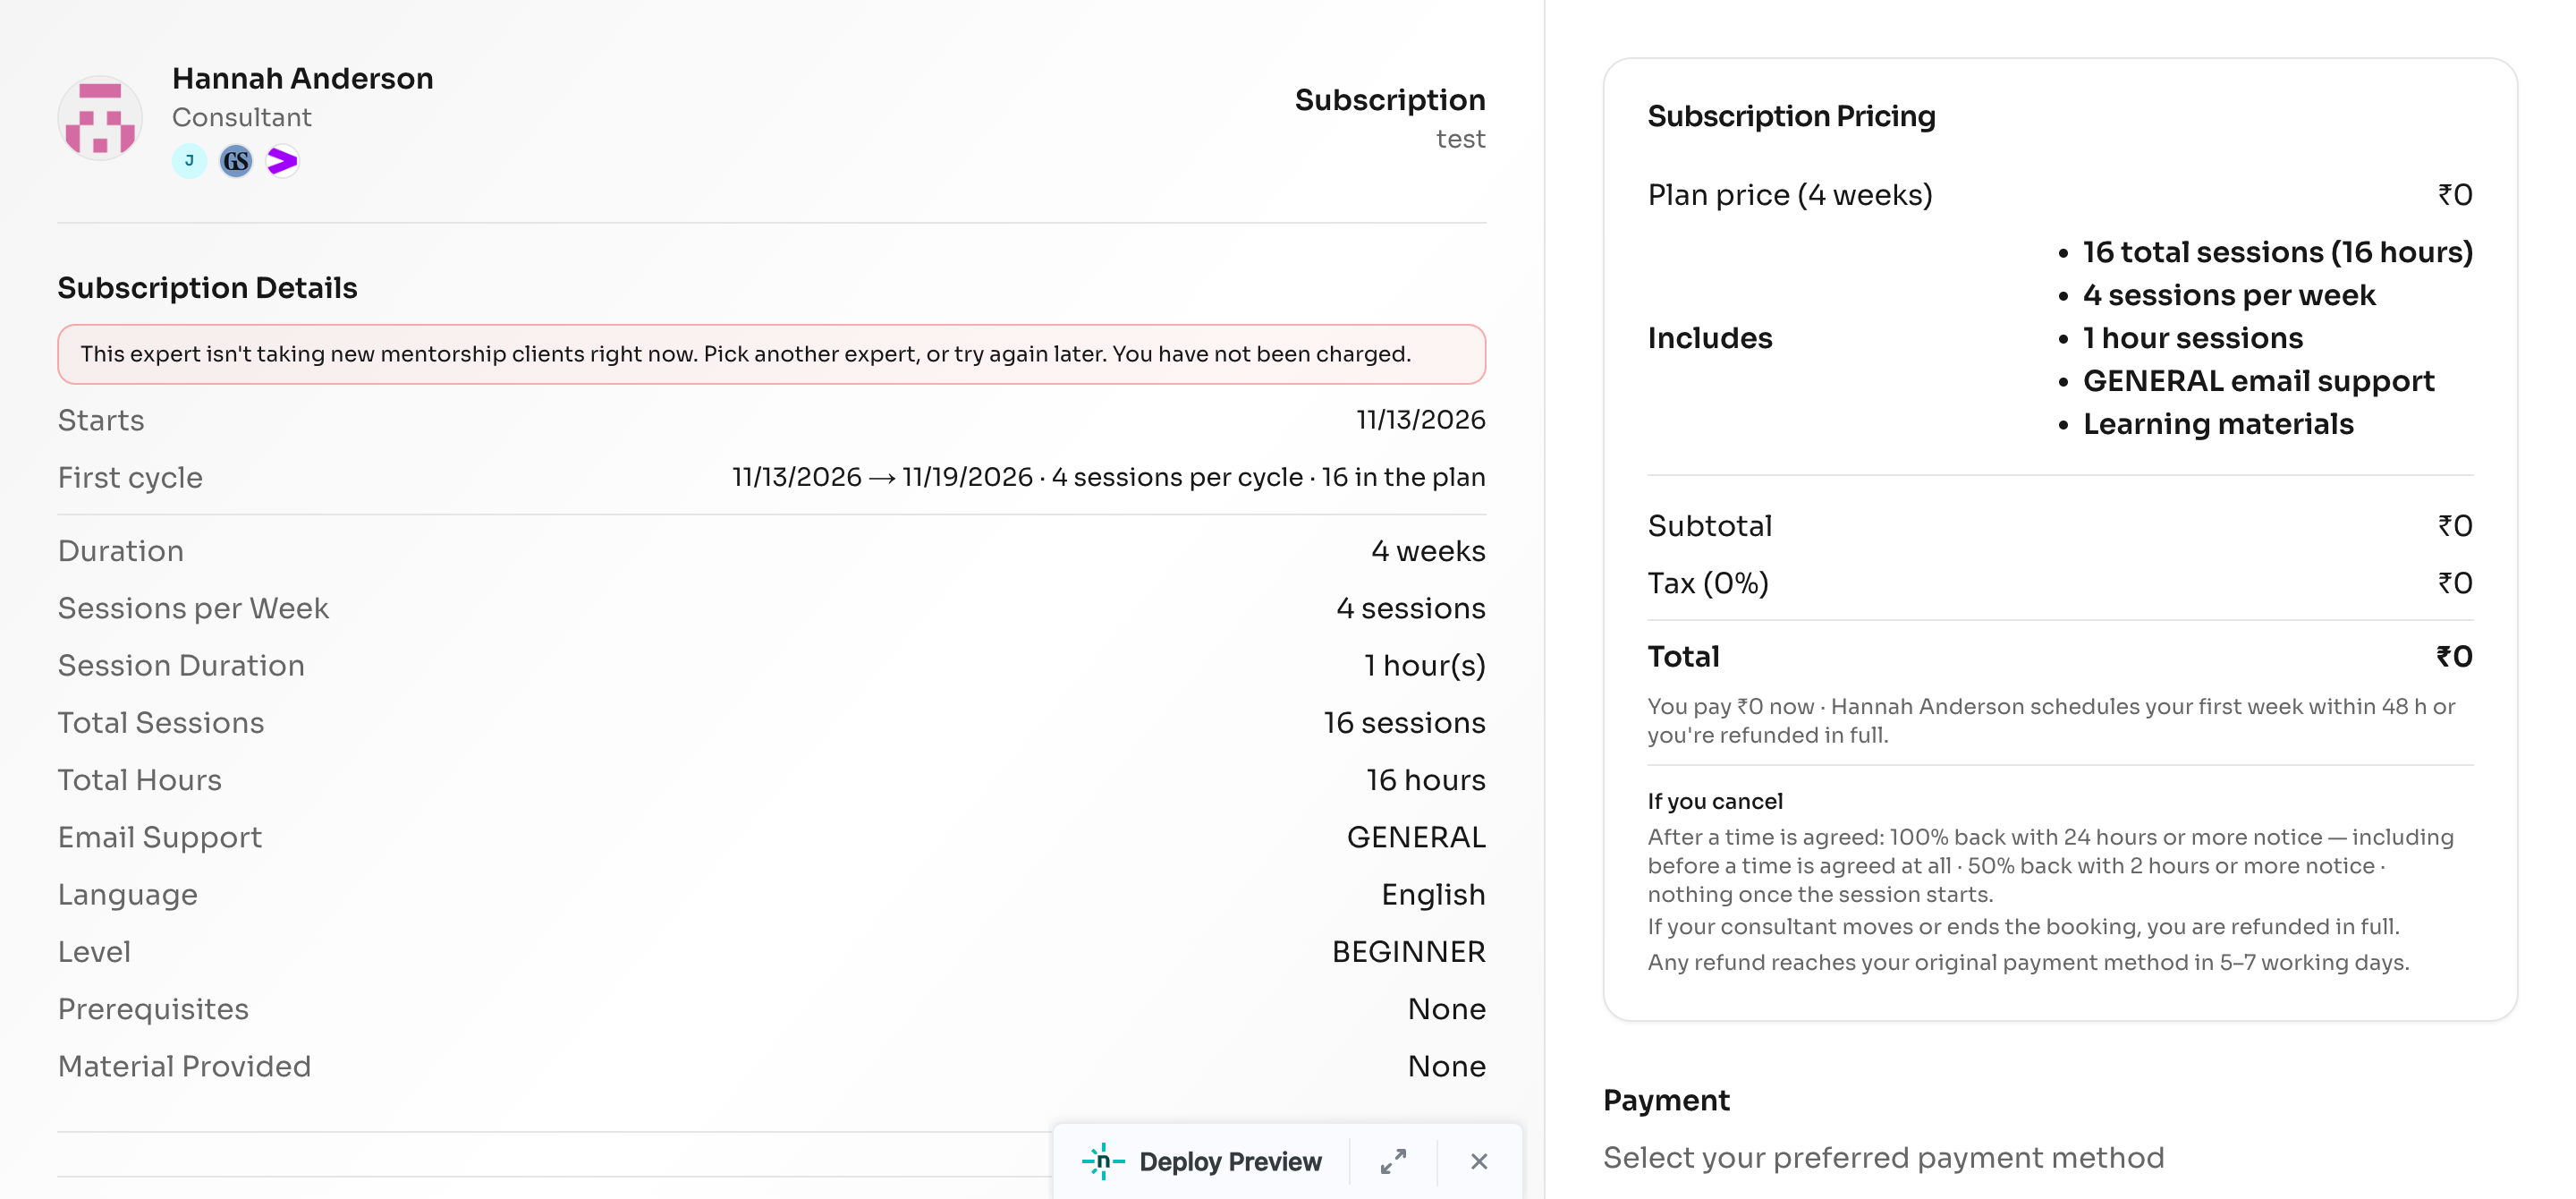 Hannah Anderson
Consultant
J GS
Subscription
test
Subscription Details
This expert isn't taking new mentorship clients right now. Pick another expert, or try again later. You have not been charged.
Starts 11/13/2026
First cycle 11/13/2026 → 11/19/2026 · 4 sessions per cycle · 16 in the plan
Duration 4 weeks
Sessions per Week 4 sessions
Session Duration 1 hour(s)
Total Sessions 16 sessions
Total Hours 16 hours
Email Support GENERAL
Language English
Level BEGINNER
Prerequisites None
Material Provided None
n Deploy Preview
Subscription Pricing
Plan price (4 weeks) ₹0
Includes
• 16 total sessions (16 hours)
• 4 sessions per week
• 1 hour sessions
• GENERAL email support
• Learning materials
Subtotal ₹0
Tax (0%) ₹0
Total ₹0
You pay ₹0 now · Hannah Anderson schedules your first week within 48 h or
you're refunded in full.
If you cancel
After a time is agreed: 100% back with 24 hours or more notice — including
before a time is agreed at all · 50% back with 2 hours or more notice ·
nothing once the session starts.
If your consultant moves or ends the booking, you are refunded in full.
Any refund reaches your original payment method in 5–7 working days.
Payment
Select your preferred payment method